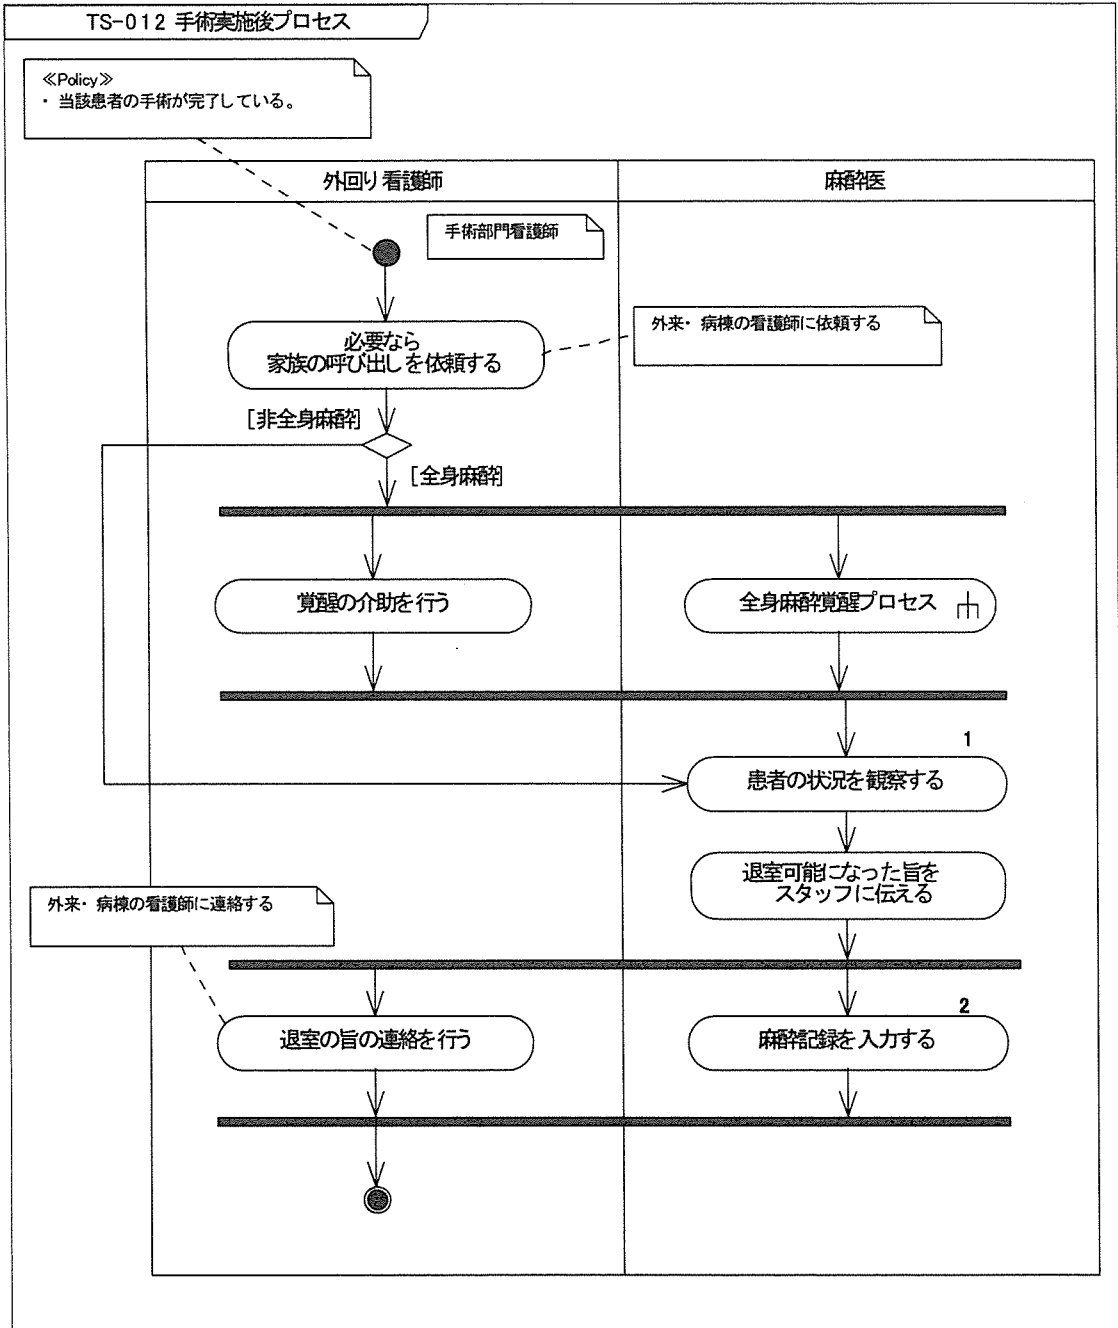 TS-012 手術実施後プロセス
≪Policy≫
・ 当該患者の手術が完了している。
外回り看護師
麻酔医
手術部門看護師
必要なら
家族の呼び出しを依頼する
外来・ 病棟の看護師に依頼する
[非全身麻酔]
[全身麻酔]
覚醒の介助を行う
全身麻酔覚醒プロセス
1
患者の状況を観察する
退室可能になった旨を
スタッフに伝える
外来・ 病棟の看護師に連絡する
退室の旨の連絡を行う
2
麻酔記録を入力する